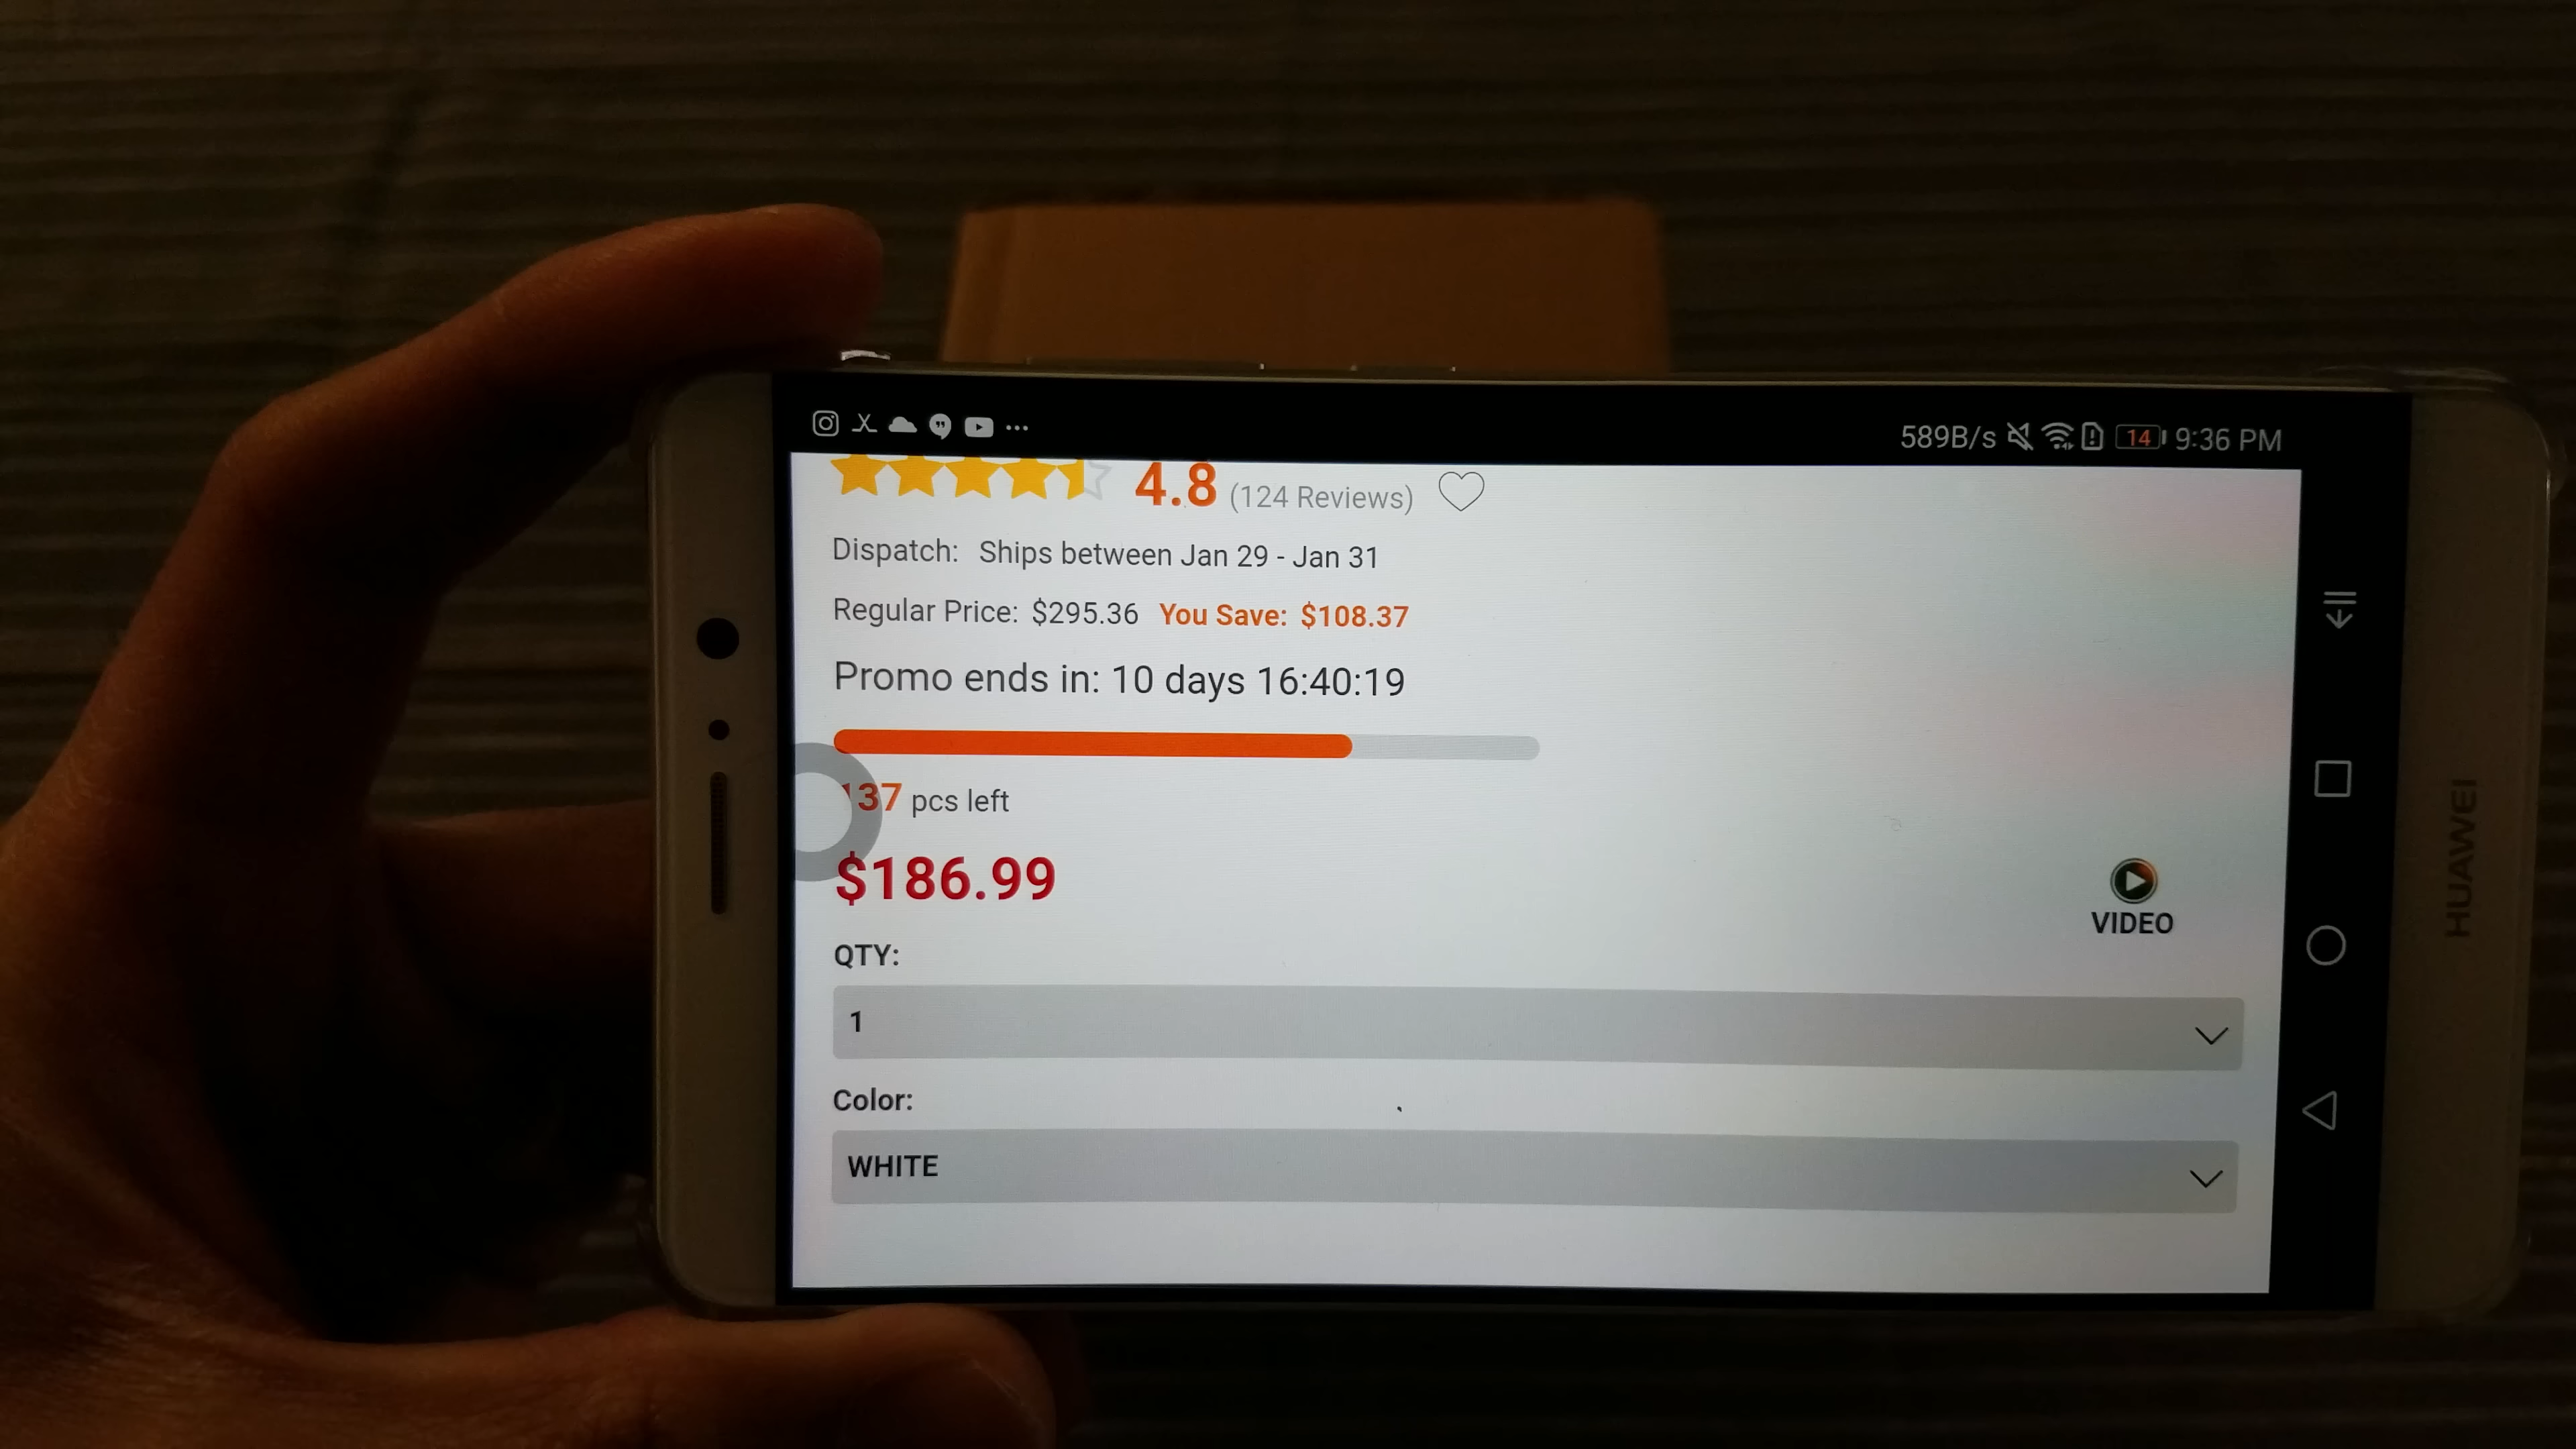 589B/s 14 9:36 PM
4.8 (124 Reviews)
Dispatch: Ships between Jan 29 - Jan 31
Regular Price: $295.36 You Save: $108.37
Promo ends in: 10 days 16:40:19
137 pcs left
$186.99
VIDEO
QTY:
1
Color:
WHITE
HUAWEI